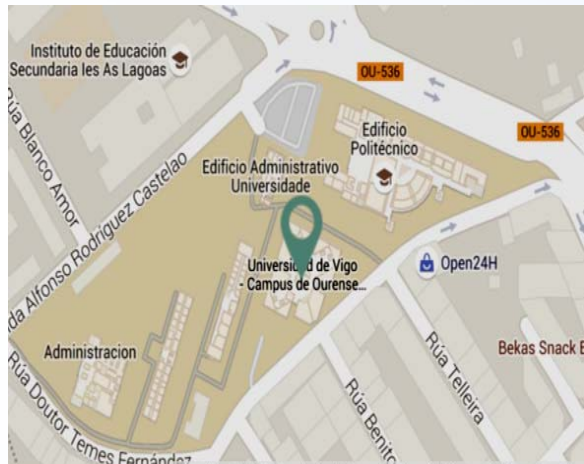 Instituto de Educación
Secundaria Ies As Lagoas
OU-536
OU-536
Edificio
Politécnico
Rúa Blanco Amor
Edificio Administrativo
Universidade
Universidad de Vigo
- Campus de Ourense...
Open24H
ida Alfonso Rodríguez Castelao
Administracion
Rúa Telleira
Bekas Snack B
Rúa Benito
Rúa Doutor Temes Fernández